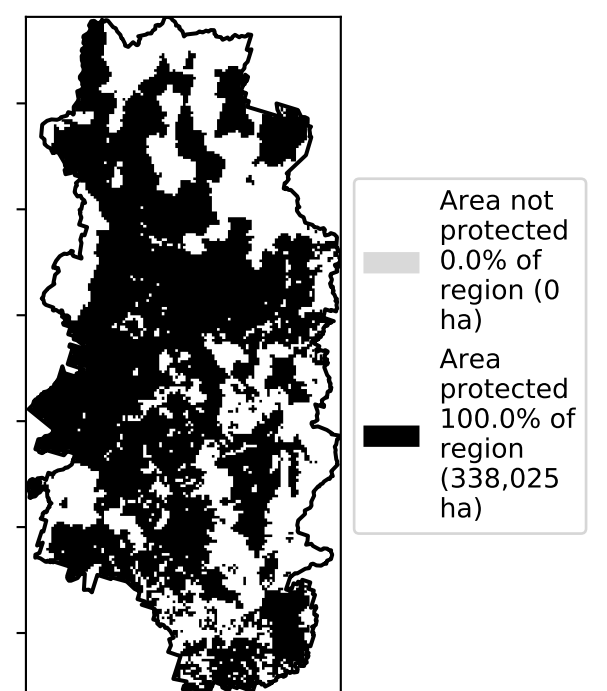 Area not
protected
0.0% of
region (0
ha)
Area
protected
100.0% of
region
(338,025
ha)